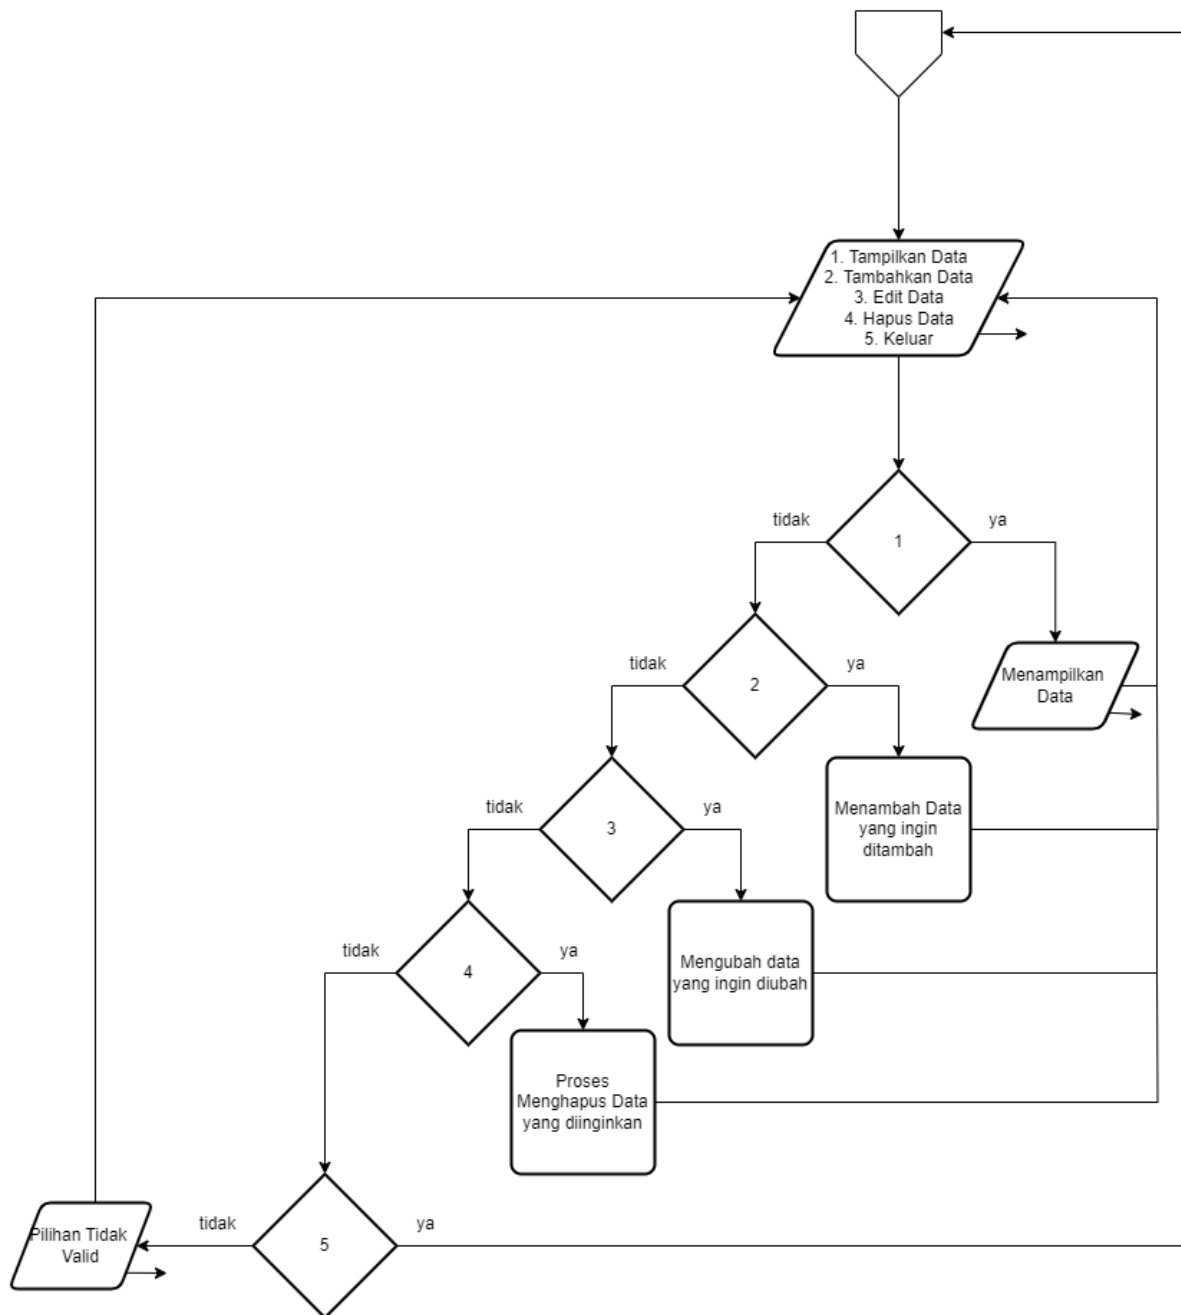 1. Tampilkan Data
2. Tambahkan Data
3. Edit Data
4. Hapus Data
5. Keluar
tidak
ya
1
Menampilkan
Data
tidak
ya
2
Menambah Data
yang ingin
ditambah
tidak
ya
3
Mengubah data
yang ingin diubah
tidak
ya
4
Proses
Menghapus Data
yang diinginkan
tidak
ya
5
Pilihan Tidak
Valid